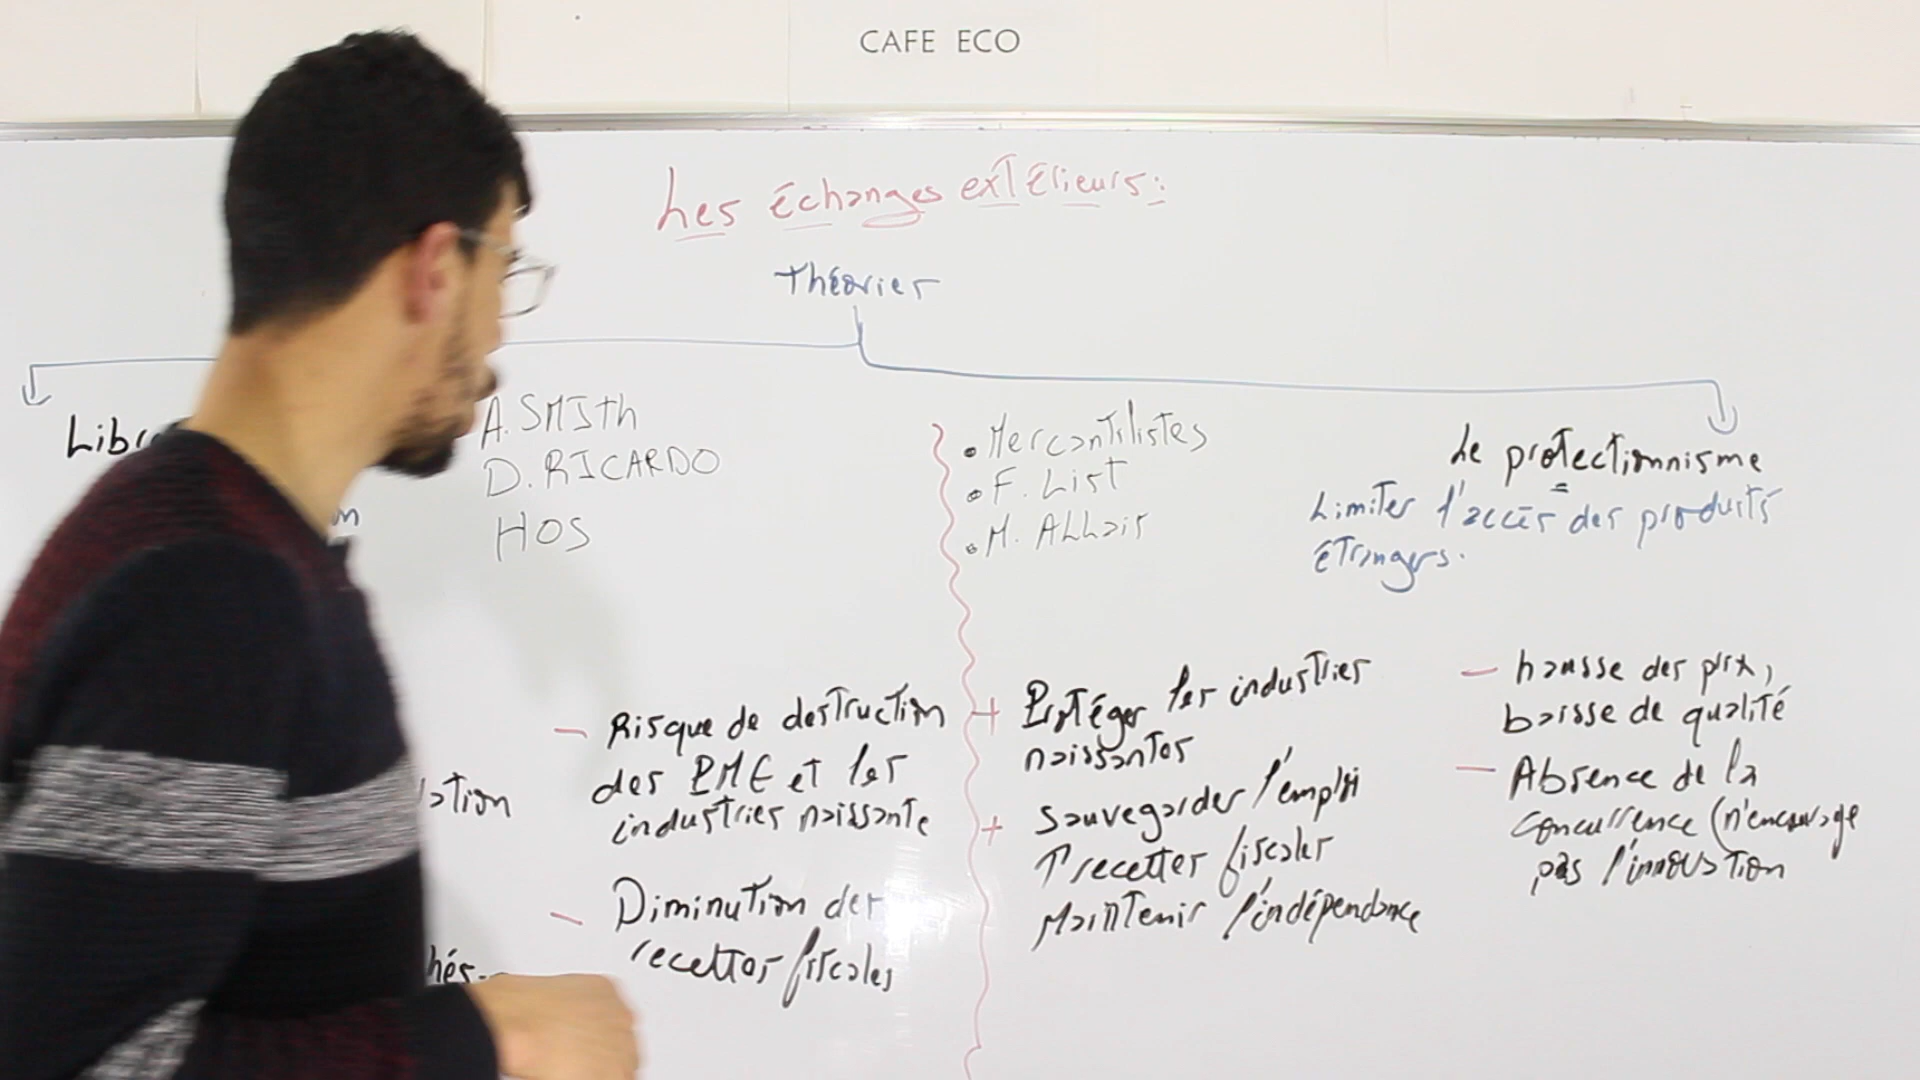 CAFE ECO
Les échanges extérieurs:
Théories
A. SMITH
D. RICARDO
HOS
• Mercantilistes
• F. List
• M. Allais
Le protectionnisme
Limiter l'accès des produits
étrangers.
- Risque de destruction
des PME et les
industries naissante
- Diminution des
recettes fiscales
+ Protéger les industries
naissantes
+ Sauvegarder l'emploi
↑ recettes fiscales
Maintenir l'indépendance
- hausse des prix,
baisse de qualité
- Absence de la
concurrence (n'encourage
pas l'innovation